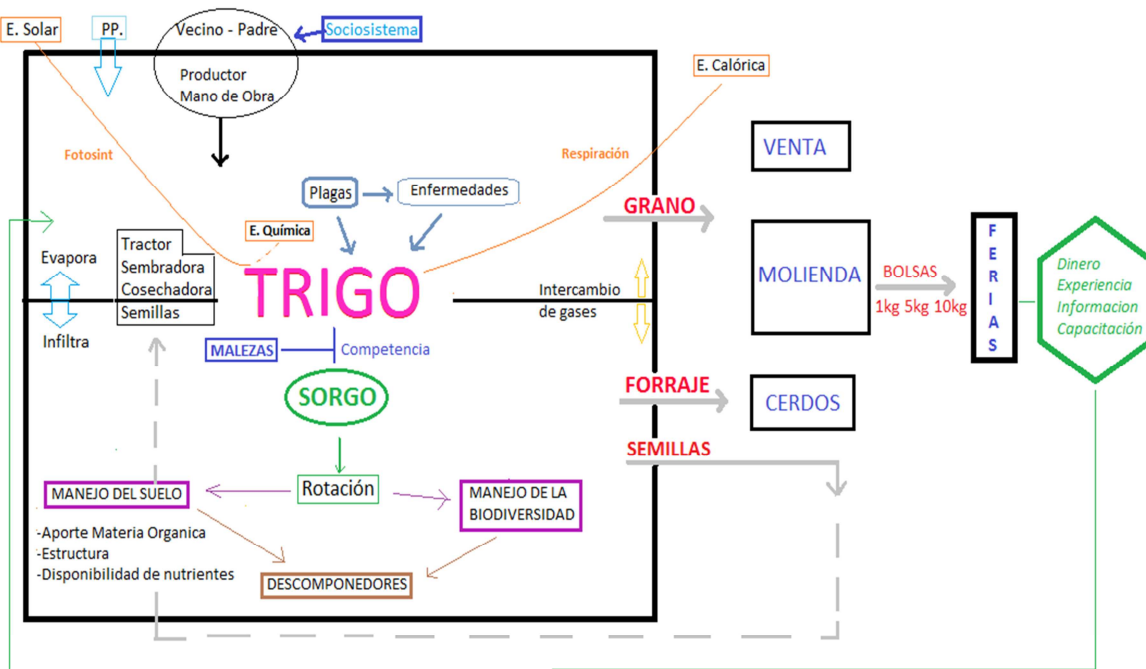 E. Solar
PP.
Vecino - Padre
Sociosistema
Productor
Mano de Obra
E. Calórica
Fotosint
Respiración
VENTA
Plagas
Enfermedades
GRANO
E. Química
Evapora
Tractor
Sembradora
Cosechadora
Semillas
TRIGO
Intercambio
de gases
MOLIENDA
BOLSAS
1kg 5kg 10kg
FERIAS
Dinero
Experiencia
Informacion
Capacitación
Infiltra
MALEZAS
Competencia
SORGO
FORRAJE
CERDOS
SEMILLAS
Rotación
MANEJO DEL SUELO
MANEJO DE LA
BIODIVERSIDAD
-Aporte Materia Organica
-Estructura
-Disponibilidad de nutrientes
DESCOMPONEDORES